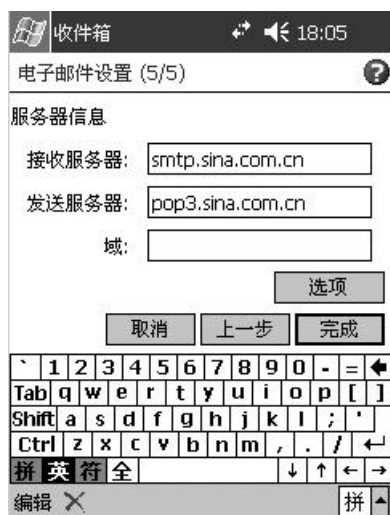 收件箱 18:05
电子邮件设置 (5/5) ?
服务器信息
接收服务器: smtp.sina.com.cn
发送服务器: pop3.sina.com.cn
域:
选项
取消 上一步 完成
` 1 2 3 4 5 6 7 8 9 0 - =
Tab q w e r t y u i o p [ ]
Shift a s d f g h j k l ; '
Ctrl z x c v b n m , . /
拼 英 符 全 ↓ ↑ ← →
编辑 拼